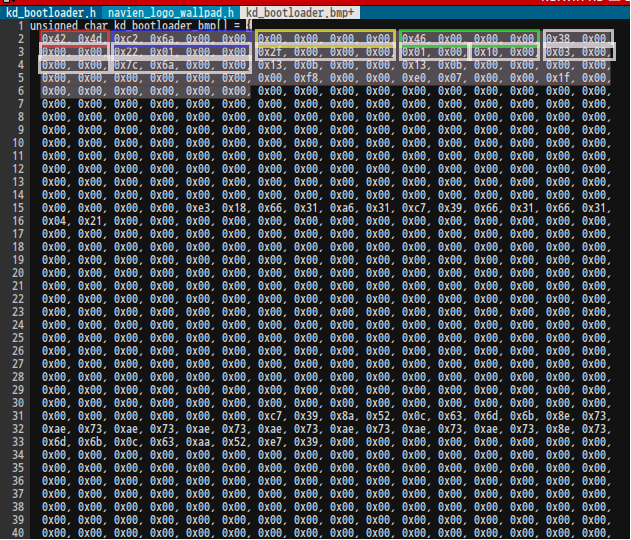 kd_bootloader.h navien_logo_wallpad.h kd_bootloader.bmp*
1 unsigned char kd_bootloader_bmp[] = {
2 0x42, 0x4d, 0xc2, 0x6a, 0x00, 0x00, 0x00, 0x00, 0x00, 0x00, 0x46, 0x00, 0x00, 0x00, 0x38, 0x00,
3 0x00, 0x00, 0x22, 0x01, 0x00, 0x00, 0x2f, 0x00, 0x00, 0x00, 0x01, 0x00, 0x10, 0x00, 0x03, 0x00,
4 0x00, 0x00, 0x7c, 0x6a, 0x00, 0x00, 0x13, 0x0b, 0x00, 0x00, 0x13, 0x0b, 0x00, 0x00, 0x00, 0x00,
5 0x00, 0x00, 0x00, 0x00, 0x00, 0x00, 0x00, 0xf8, 0x00, 0x00, 0xe0, 0x07, 0x00, 0x00, 0x1f, 0x00,
6 0x00, 0x00, 0x00, 0x00, 0x00, 0x00, 0x00, 0x00, 0x00, 0x00, 0x00, 0x00, 0x00, 0x00, 0x00, 0x00,
7 0x00, 0x00, 0x00, 0x00, 0x00, 0x00, 0x00, 0x00, 0x00, 0x00, 0x00, 0x00, 0x00, 0x00, 0x00, 0x00,
8 0x00, 0x00, 0x00, 0x00, 0x00, 0x00, 0x00, 0x00, 0x00, 0x00, 0x00, 0x00, 0x00, 0x00, 0x00, 0x00,
9 0x00, 0x00, 0x00, 0x00, 0x00, 0x00, 0x00, 0x00, 0x00, 0x00, 0x00, 0x00, 0x00, 0x00, 0x00, 0x00,
10 0x00, 0x00, 0x00, 0x00, 0x00, 0x00, 0x00, 0x00, 0x00, 0x00, 0x00, 0x00, 0x00, 0x00, 0x00, 0x00,
11 0x00, 0x00, 0x00, 0x00, 0x00, 0x00, 0x00, 0x00, 0x00, 0x00, 0x00, 0x00, 0x00, 0x00, 0x00, 0x00,
12 0x00, 0x00, 0x00, 0x00, 0x00, 0x00, 0x00, 0x00, 0x00, 0x00, 0x00, 0x00, 0x00, 0x00, 0x00, 0x00,
13 0x00, 0x00, 0x00, 0x00, 0x00, 0x00, 0x00, 0x00, 0x00, 0x00, 0x00, 0x00, 0x00, 0x00, 0x00, 0x00,
14 0x00, 0x00, 0x00, 0x00, 0x00, 0x00, 0x00, 0x00, 0x00, 0x00, 0x00, 0x00, 0x00, 0x00, 0x00, 0x00,
15 0x00, 0x00, 0x00, 0x00, 0xe3, 0x18, 0x66, 0x31, 0xa6, 0x31, 0xc7, 0x39, 0x66, 0x31, 0x66, 0x31,
16 0x04, 0x21, 0x00, 0x00, 0x00, 0x00, 0x00, 0x00, 0x00, 0x00, 0x00, 0x00, 0x00, 0x00, 0x00, 0x00,
17 0x00, 0x00, 0x00, 0x00, 0x00, 0x00, 0x00, 0x00, 0x00, 0x00, 0x00, 0x00, 0x00, 0x00, 0x00, 0x00,
18 0x00, 0x00, 0x00, 0x00, 0x00, 0x00, 0x00, 0x00, 0x00, 0x00, 0x00, 0x00, 0x00, 0x00, 0x00, 0x00,
19 0x00, 0x00, 0x00, 0x00, 0x00, 0x00, 0x00, 0x00, 0x00, 0x00, 0x00, 0x00, 0x00, 0x00, 0x00, 0x00,
20 0x00, 0x00, 0x00, 0x00, 0x00, 0x00, 0x00, 0x00, 0x00, 0x00, 0x00, 0x00, 0x00, 0x00, 0x00, 0x00,
21 0x00, 0x00, 0x00, 0x00, 0x00, 0x00, 0x00, 0x00, 0x00, 0x00, 0x00, 0x00, 0x00, 0x00, 0x00, 0x00,
22 0x00, 0x00, 0x00, 0x00, 0x00, 0x00, 0x00, 0x00, 0x00, 0x00, 0x00, 0x00, 0x00, 0x00, 0x00, 0x00,
23 0x00, 0x00, 0x00, 0x00, 0x00, 0x00, 0x00, 0x00, 0x00, 0x00, 0x00, 0x00, 0x00, 0x00, 0x00, 0x00,
24 0x00, 0x00, 0x00, 0x00, 0x00, 0x00, 0x00, 0x00, 0x00, 0x00, 0x00, 0x00, 0x00, 0x00, 0x00, 0x00,
25 0x00, 0x00, 0x00, 0x00, 0x00, 0x00, 0x00, 0x00, 0x00, 0x00, 0x00, 0x00, 0x00, 0x00, 0x00, 0x00,
26 0x00, 0x00, 0x00, 0x00, 0x00, 0x00, 0x00, 0x00, 0x00, 0x00, 0x00, 0x00, 0x00, 0x00, 0x00, 0x00,
27 0x00, 0x00, 0x00, 0x00, 0x00, 0x00, 0x00, 0x00, 0x00, 0x00, 0x00, 0x00, 0x00, 0x00, 0x00, 0x00,
28 0x00, 0x00, 0x00, 0x00, 0x00, 0x00, 0x00, 0x00, 0x00, 0x00, 0x00, 0x00, 0x00, 0x00, 0x00, 0x00,
29 0x00, 0x00, 0x00, 0x00, 0x00, 0x00, 0x00, 0x00, 0x00, 0x00, 0x00, 0x00, 0x00, 0x00, 0x00, 0x00,
30 0x00, 0x00, 0x00, 0x00, 0x00, 0x00, 0x00, 0x00, 0x00, 0x00, 0x00, 0x00, 0x00, 0x00, 0x00, 0x00,
31 0x00, 0x00, 0x00, 0x00, 0x00, 0x00, 0xc7, 0x39, 0x8a, 0x52, 0x0c, 0x63, 0x6d, 0x6b, 0x8e, 0x73,
32 0xae, 0x73, 0xae, 0x73, 0xae, 0x73, 0xae, 0x73, 0xae, 0x73, 0xae, 0x73, 0xae, 0x73, 0x8e, 0x73,
33 0x6d, 0x6b, 0x0c, 0x63, 0xaa, 0x52, 0xe7, 0x39, 0x00, 0x00, 0x00, 0x00, 0x00, 0x00, 0x00, 0x00,
34 0x00, 0x00, 0x00, 0x00, 0x00, 0x00, 0x00, 0x00, 0x00, 0x00, 0x00, 0x00, 0x00, 0x00, 0x00, 0x00,
35 0x00, 0x00, 0x00, 0x00, 0x00, 0x00, 0x00, 0x00, 0x00, 0x00, 0x00, 0x00, 0x00, 0x00, 0x00, 0x00,
36 0x00, 0x00, 0x00, 0x00, 0x00, 0x00, 0x00, 0x00, 0x00, 0x00, 0x00, 0x00, 0x00, 0x00, 0x00, 0x00,
37 0x00, 0x00, 0x00, 0x00, 0x00, 0x00, 0x00, 0x00, 0x00, 0x00, 0x00, 0x00, 0x00, 0x00, 0x00, 0x00,
38 0x00, 0x00, 0x00, 0x00, 0x00, 0x00, 0x00, 0x00, 0x00, 0x00, 0x00, 0x00, 0x00, 0x00, 0x00, 0x00,
39 0x00, 0x00, 0x00, 0x00, 0x00, 0x00, 0x00, 0x00, 0x00, 0x00, 0x00, 0x00, 0x00, 0x00, 0x00, 0x00,
40 0x00, 0x00, 0x00, 0x00, 0x00, 0x00, 0x00, 0x00, 0x00, 0x00, 0x00, 0x00, 0x00, 0x00, 0x00, 0x00,